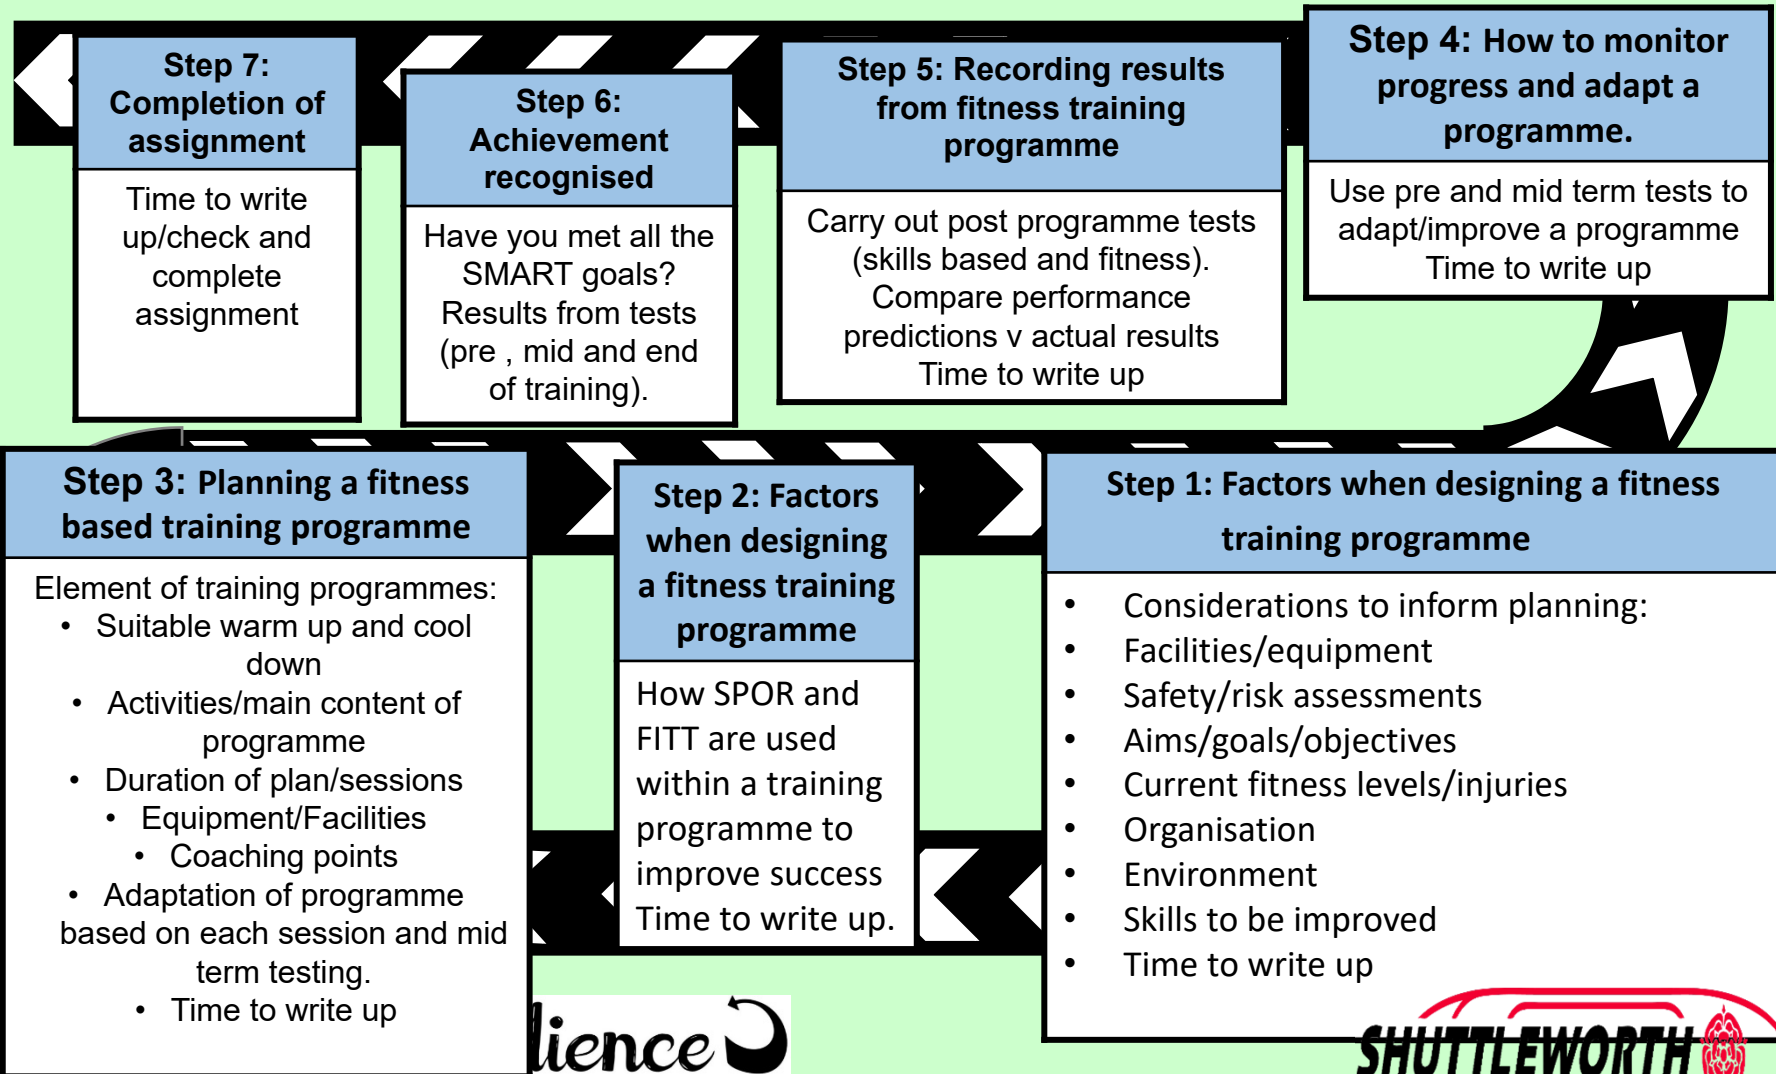 Step 7:
Completion of
assignment
Time to write
up/check and
complete
assignment
Step 6:
Achievement
recognised
Have you met all the
SMART goals?
Results from tests
(pre , mid and end
of training).
Step 5: Recording results
from fitness training
programme
Carry out post programme tests
(skills based and fitness).
Compare performance
predictions v actual results
Time to write up
Step 4: How to monitor
progress and adapt a
programme.
Use pre and mid term tests to
adapt/improve a programme
Time to write up
Step 3: Planning a fitness
based training programme
Element of training programmes:
• Suitable warm up and cool
down
• Activities/main content of
programme
• Duration of plan/sessions
• Equipment/Facilities
• Coaching points
• Adaptation of programme
based on each session and mid
term testing.
• Time to write up
Step 2: Factors
when designing
a fitness training
programme
How SPOR and
FITT are used
within a training
programme to
improve success
Time to write up.
Step 1: Factors when designing a fitness
training programme
• Considerations to inform planning:
• Facilities/equipment
• Safety/risk assessments
• Aims/goals/objectives
• Current fitness levels/injuries
• Organisation
• Environment
• Skills to be improved
• Time to write up
lience
SHUTTLEWORTH